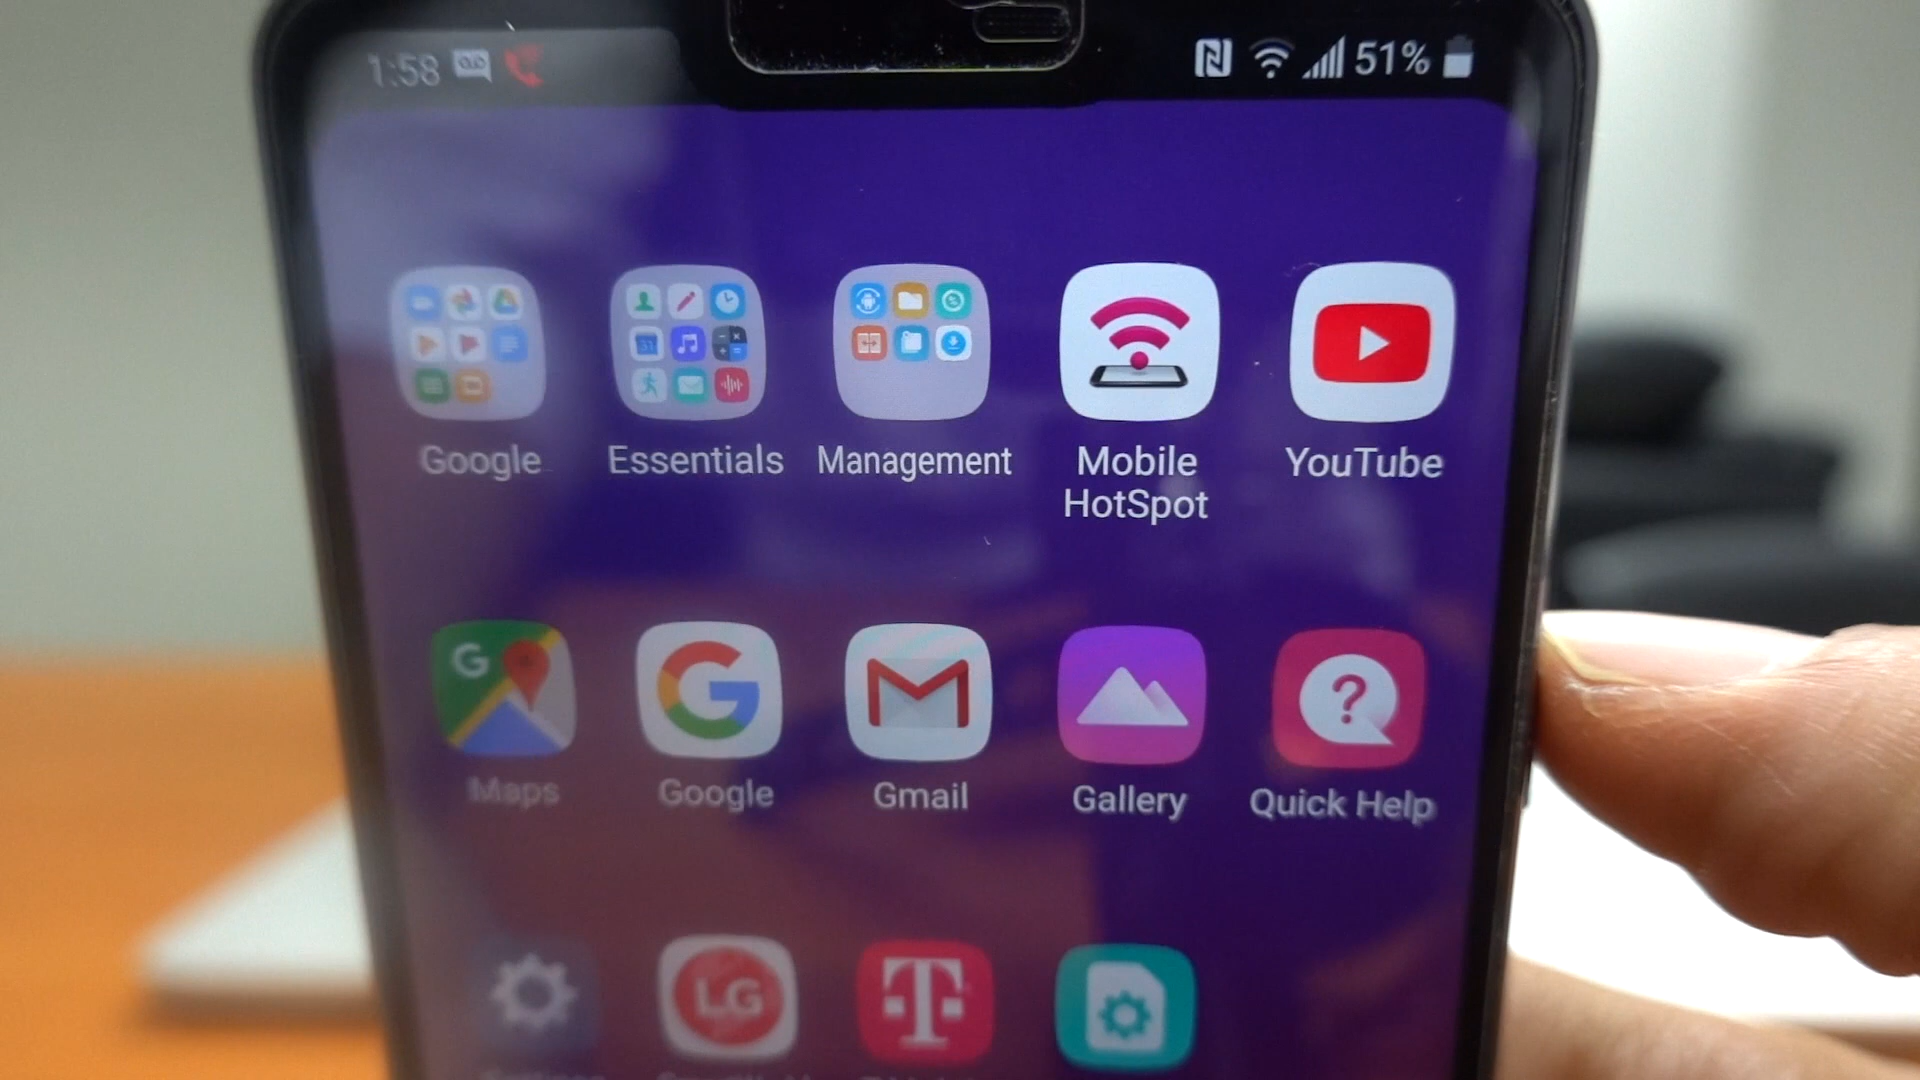 1:58 51%
Google Essentials Management Mobile HotSpot YouTube
G
Maps Google Gmail Gallery Quick Help
LG T